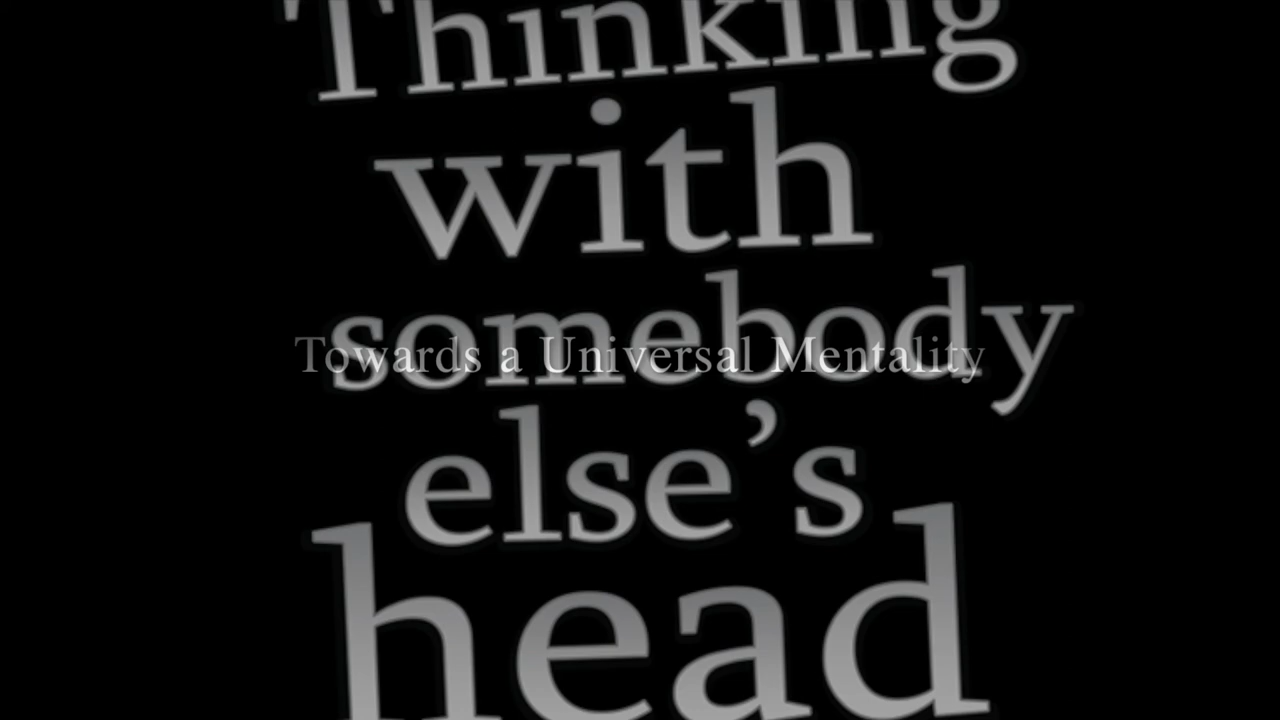 Thinking
with
somebody
Towards a Universal Mentality
else’s
head